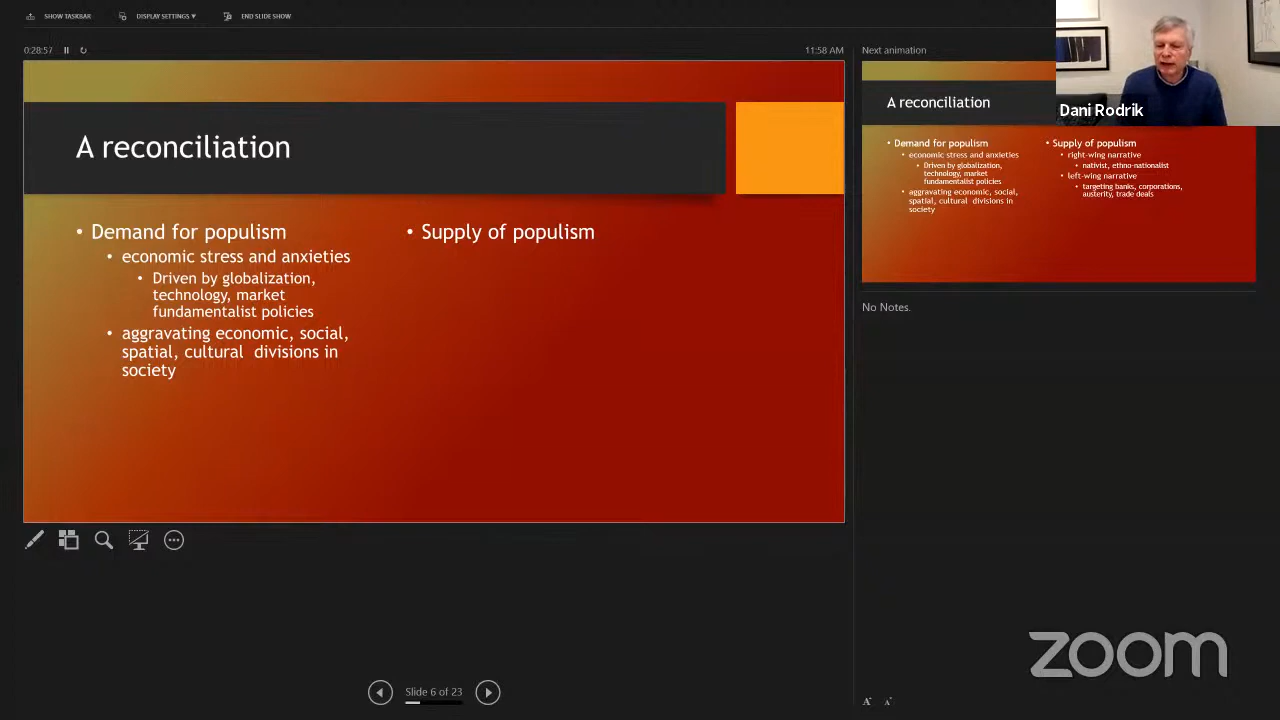 SHOW TASKBAR
DISPLAY SETTINGS ▼
END SLIDE SHOW
0:28:57
11:58 AM
A reconciliation
• Demand for populism
• economic stress and anxieties
• Driven by globalization,
technology, market
fundamentalist policies
• aggravating economic, social,
spatial, cultural divisions in
society
• Supply of populism
Slide 6 of 23
Next animation
A reconciliation
• Demand for populism
• economic stress and anxieties
• Driven by globalization,
technology, market
fundamentalist policies
• aggravating economic, social,
spatial, cultural divisions in
society
• Supply of populism
• right-wing narrative
• nativist, ethno-nationalist
• left-wing narrative
• targeting banks, corporations,
austerity, trade deals
No Notes.
Dani Rodrik
zoom
A A